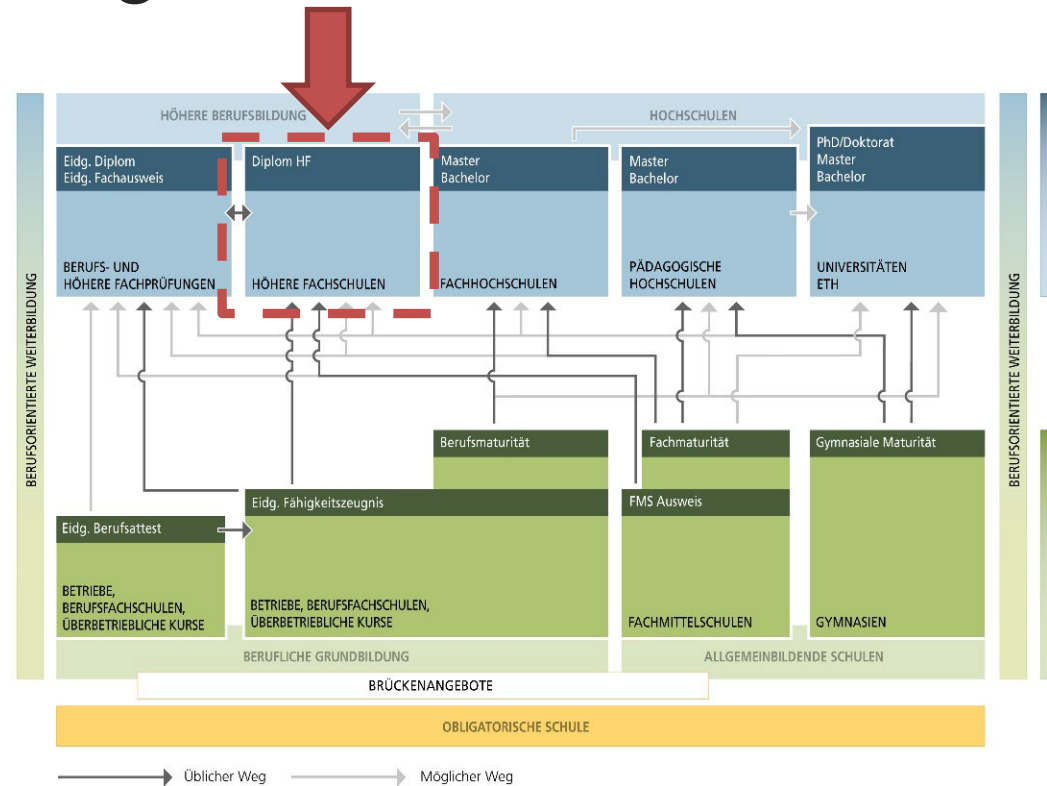 HÖHERE BERUFSBILDUNG
HOCHSCHULEN
Eidg. Diplom
Eidg. Fachausweis
Diplom HF
Master
Bachelor
Master
Bachelor
PhD/Doktorat
Master
Bachelor
BERUFS- UND
HÖHERE FACHPRÜFUNGEN
HÖHERE FACHSCHULEN
FACHHOCHSCHULEN
PÄDAGOGISCHE
HOCHSCHULEN
UNIVERSITÄTEN
ETH
BERUFSORIENTIERTE WEITERBILDUNG
BERUFSORIENTIERTE WEITERBILDUNG
Berufsmaturität
Fachmaturität
Gymnasiale Maturität
Eidg. Fähigkeitszeugnis
FMS Ausweis
Eidg. Berufsattest
BETRIEBE,
BERUFSFACHSCHULEN,
ÜBERBETRIEBLICHE KURSE
BETRIEBE, BERUFSFACHSCHULEN,
ÜBERBETRIEBLICHE KURSE
FACHMITTELSCHULEN
GYMNASIEN
BERUFLICHE GRUNDBILDUNG
ALLGEMEINBILDENDE SCHULEN
BRÜCKENANGEBOTE
OBLIGATORISCHE SCHULE
Üblicher Weg
Möglicher Weg